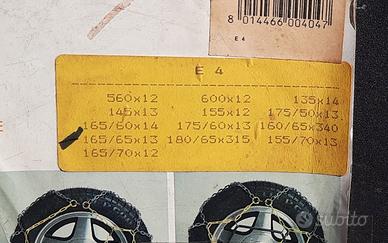 8 014466 004047
E 4
E 4
560x12 600x12 135x14
145x13 155x12 175/50x13
165/60x14 175/60x13 160/65x340
165/65x13 180/65x315 155/70x13
165/70x12
E
subito